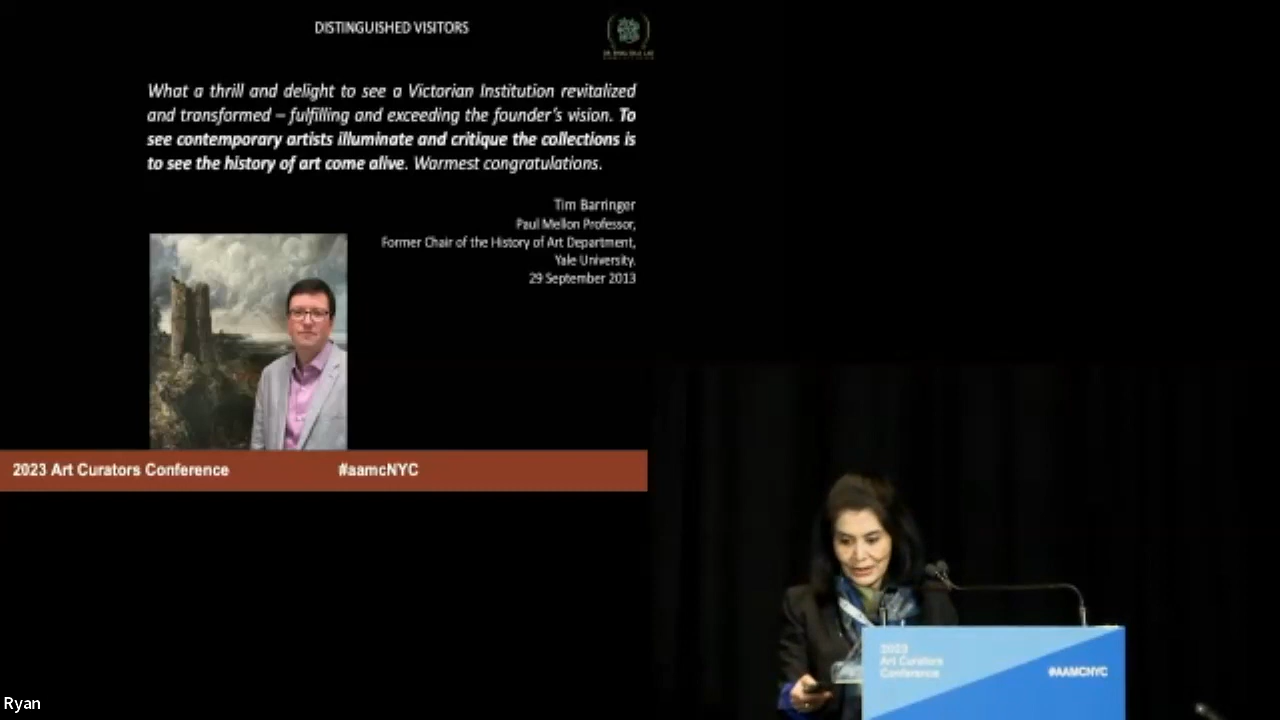 DISTINGUISHED VISITORS
What a thrill and delight to see a Victorian Institution revitalized
and transformed – fulfilling and exceeding the founder's vision. To
see contemporary artists illuminate and critique the collections is
to see the history of art come alive. Warmest congratulations.
Tim Barringer
Paul Mellon Professor,
Former Chair of the History of Art Department,
Yale University.
29 September 2013
2023 Art Curators Conference #aamcNYC
2023
Art Curators
Conference
#AAMCNYC
Ryan